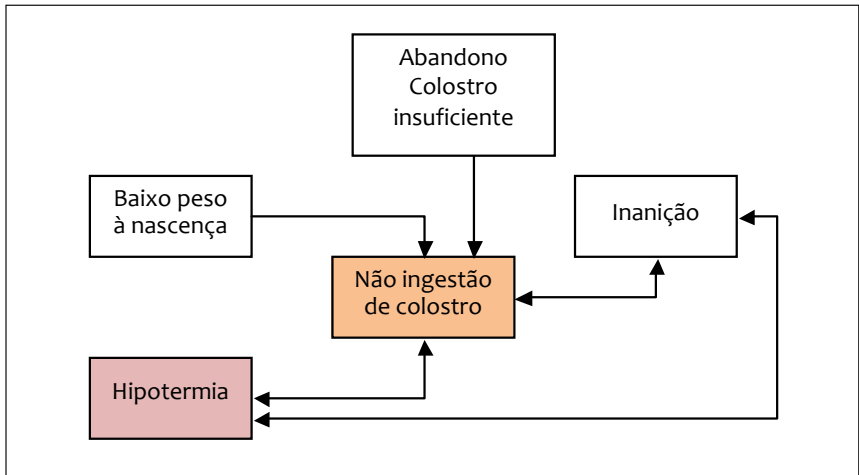 Abandono
Colostro
insuficiente
Baixo peso
à nascença
Inanição
Não ingestão
de colostro
Hipotermia